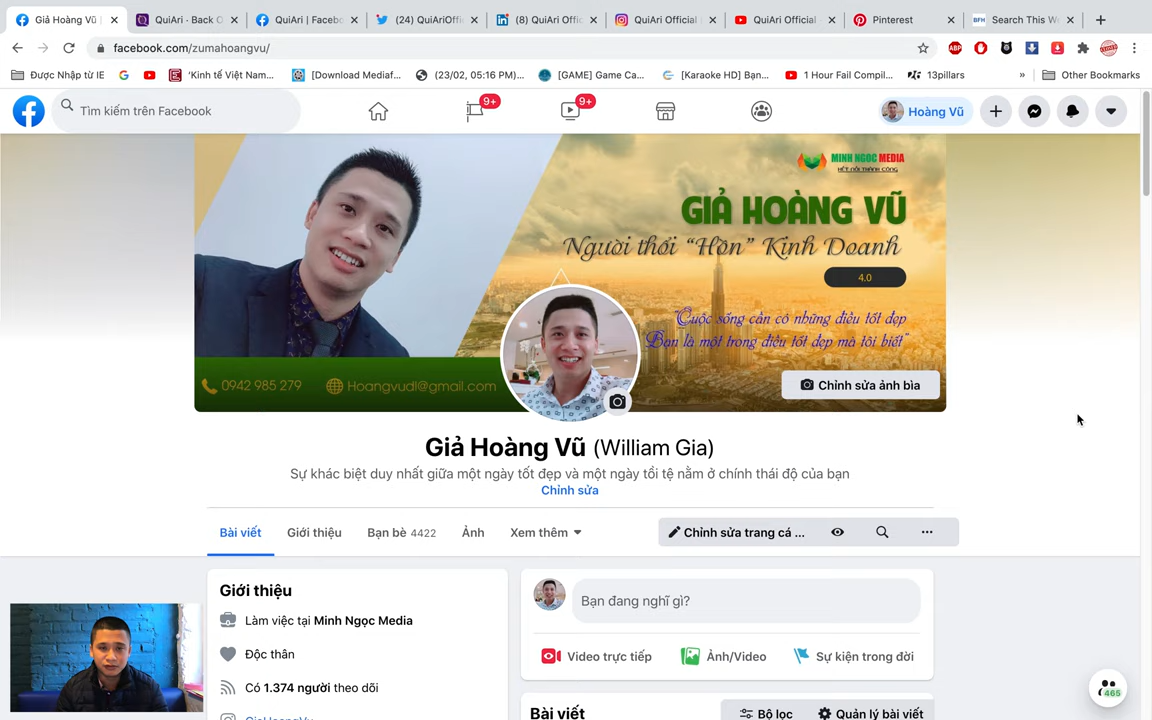 Giả Hoàng Vũ |
QuiAri - Back O
QuiAri | Facebo
(24) QuiAriOffi
(8) QuiAri Offic
QuiAri Official
QuiAri Official -
Pinterest
Search This We
facebook.com/zumahoangvu/
Được Nhập từ IE
'Kinh tế Việt Nam...
[Download Mediaf...
(23/02, 05:16 PM)...
[GAME] Game Ca...
[Karaoke HD] Bạn...
1 Hour Fail Compil...
13pillars
»
Other Bookmarks
Tìm kiếm trên Facebook
9+
9+
Hoàng Vũ
MINH NGỌC MEDIA
KẾT NỐI THÀNH CÔNG
GIẢ HOÀNG VŨ
Người thổi “Hồn” Kinh Doanh
4.0
“Cuộc sống cần có những điều tốt đẹp
Bạn là một trong điều tốt đẹp mà tôi biết”
0942 985 279
Hoangvudl@gmail.com
Chỉnh sửa ảnh bìa
Giả Hoàng Vũ (William Gia)
Sự khác biệt duy nhất giữa một ngày tốt đẹp và một ngày tồi tệ nằm ở chính thái độ của bạn
Chỉnh sửa
Bài viết
Giới thiệu
Bạn bè 4422
Ảnh
Xem thêm
Chỉnh sửa trang cá ...
Giới thiệu
Làm việc tại Minh Ngọc Media
Độc thân
Có 1.374 người theo dõi
GiaHoangVu
Bạn đang nghĩ gì?
Video trực tiếp
Ảnh/Video
Sự kiện trong đời
Bài viết
Bộ lọc
Quản lý bài viết
465